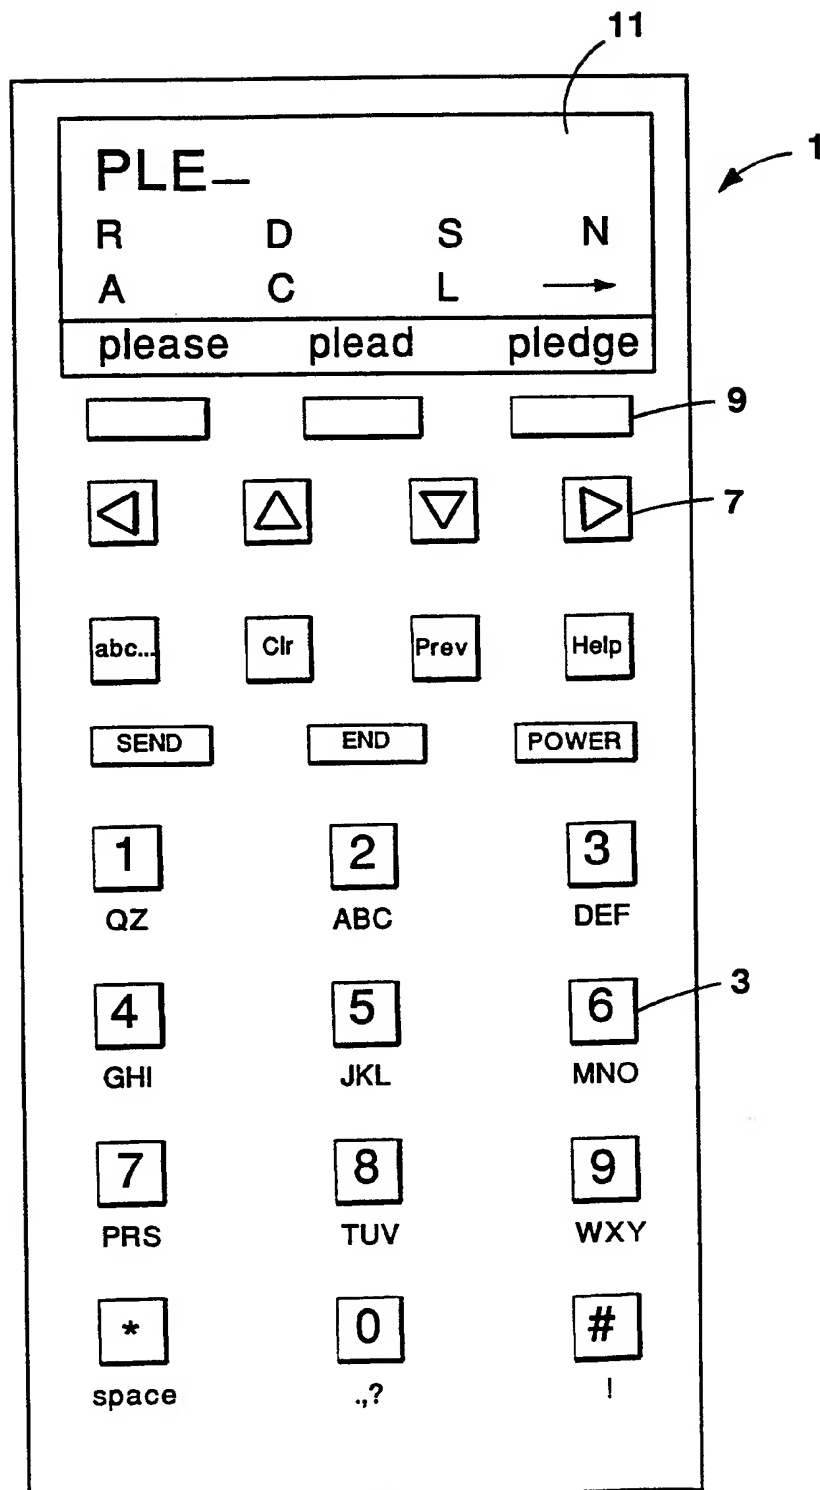 11
1
PLE_
R D S N
A C L →
please plead pledge
9
7
abc... Clr Prev Help
SEND END POWER
1 2 3
QZ ABC DEF
4 5 6
3
GHI JKL MNO
7 8 9
PRS TUV WXY
* 0 #
space .,? !